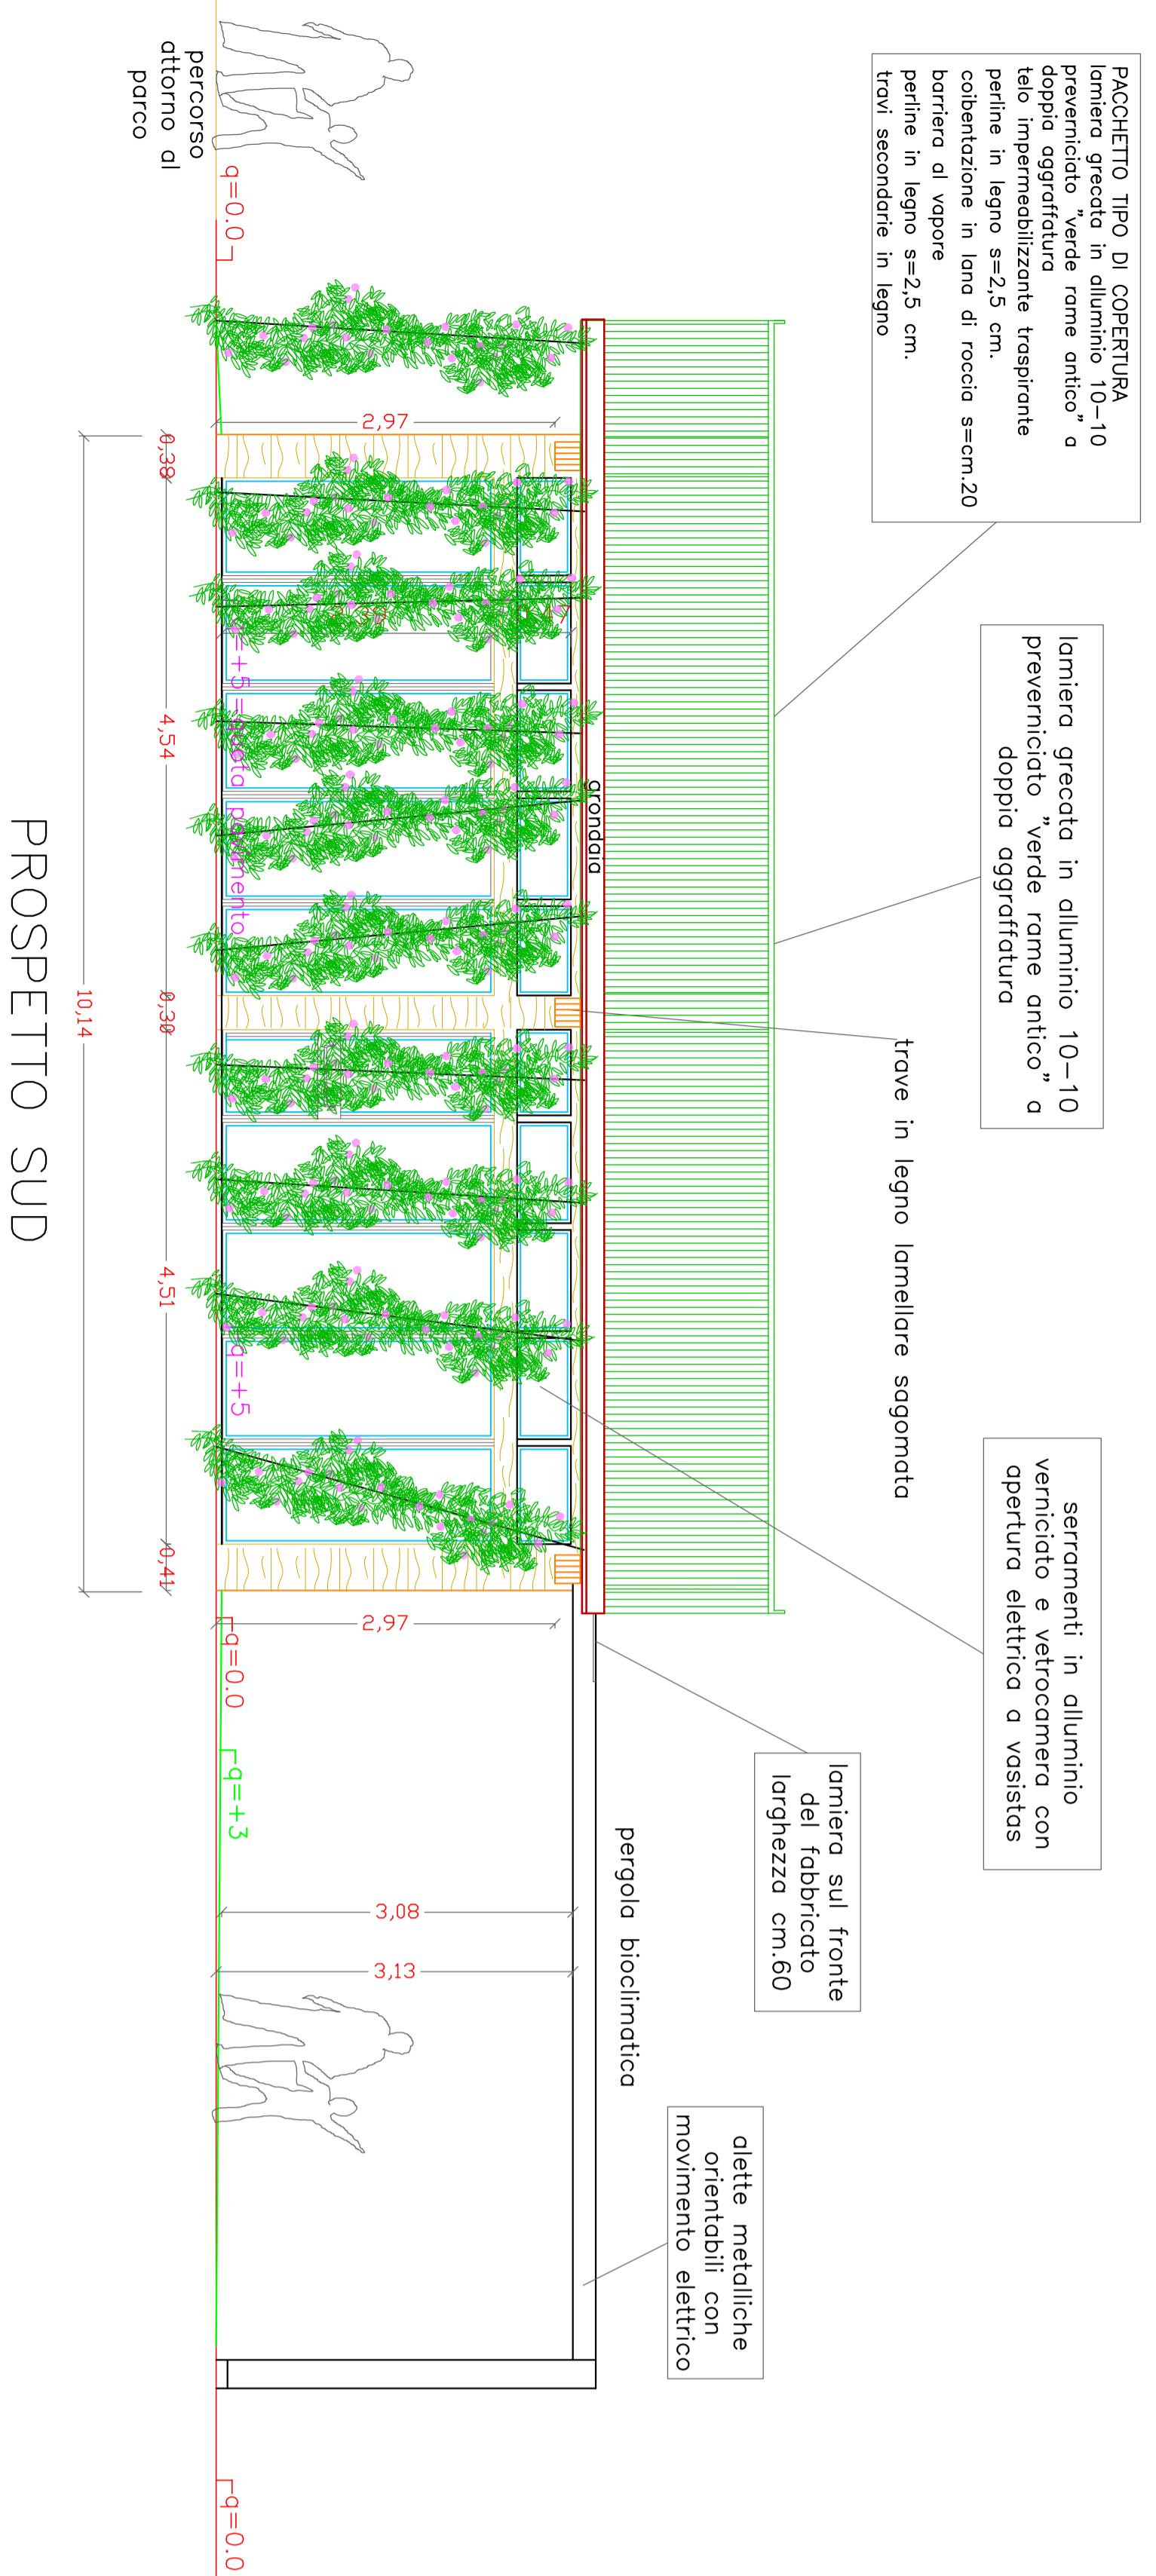 PACCHETTO TIPO DI COPERTURA
lamiera grecata in alluminio 10-10
preverniciato "verde rame antico" a
doppia aggraffatura
telo impermeabilizzante traspirante
perline in legno s=2,5 cm.
coibentazione in lana di roccia s=cm.20
barriera al vapore
perline in legno s=2,5 cm.
travi secondarie in legno
lamiera grecata in alluminio 10-10
preverniciato "verde rame antico" a
doppia aggraffatura
trave in legno lamellare sagomata
serramenti in alluminio
verniciato e vetrocamera con
apertura elettrica a vasistas
lamiera sul fronte
del fabbricato
larghezza cm.60
pergola bioclimatica
alette metalliche
orientabili con
movimento elettrico
grondaia
2,97
2,97
3,08
3,13
percorso
attorno al
parco
q=0.0
=+5 =quota pavimento
q=+5
q=0.0
q=+3
q=0.0
0,38
4,54
0,30
4,51
0,41
10,14
PROSPETTO SUD